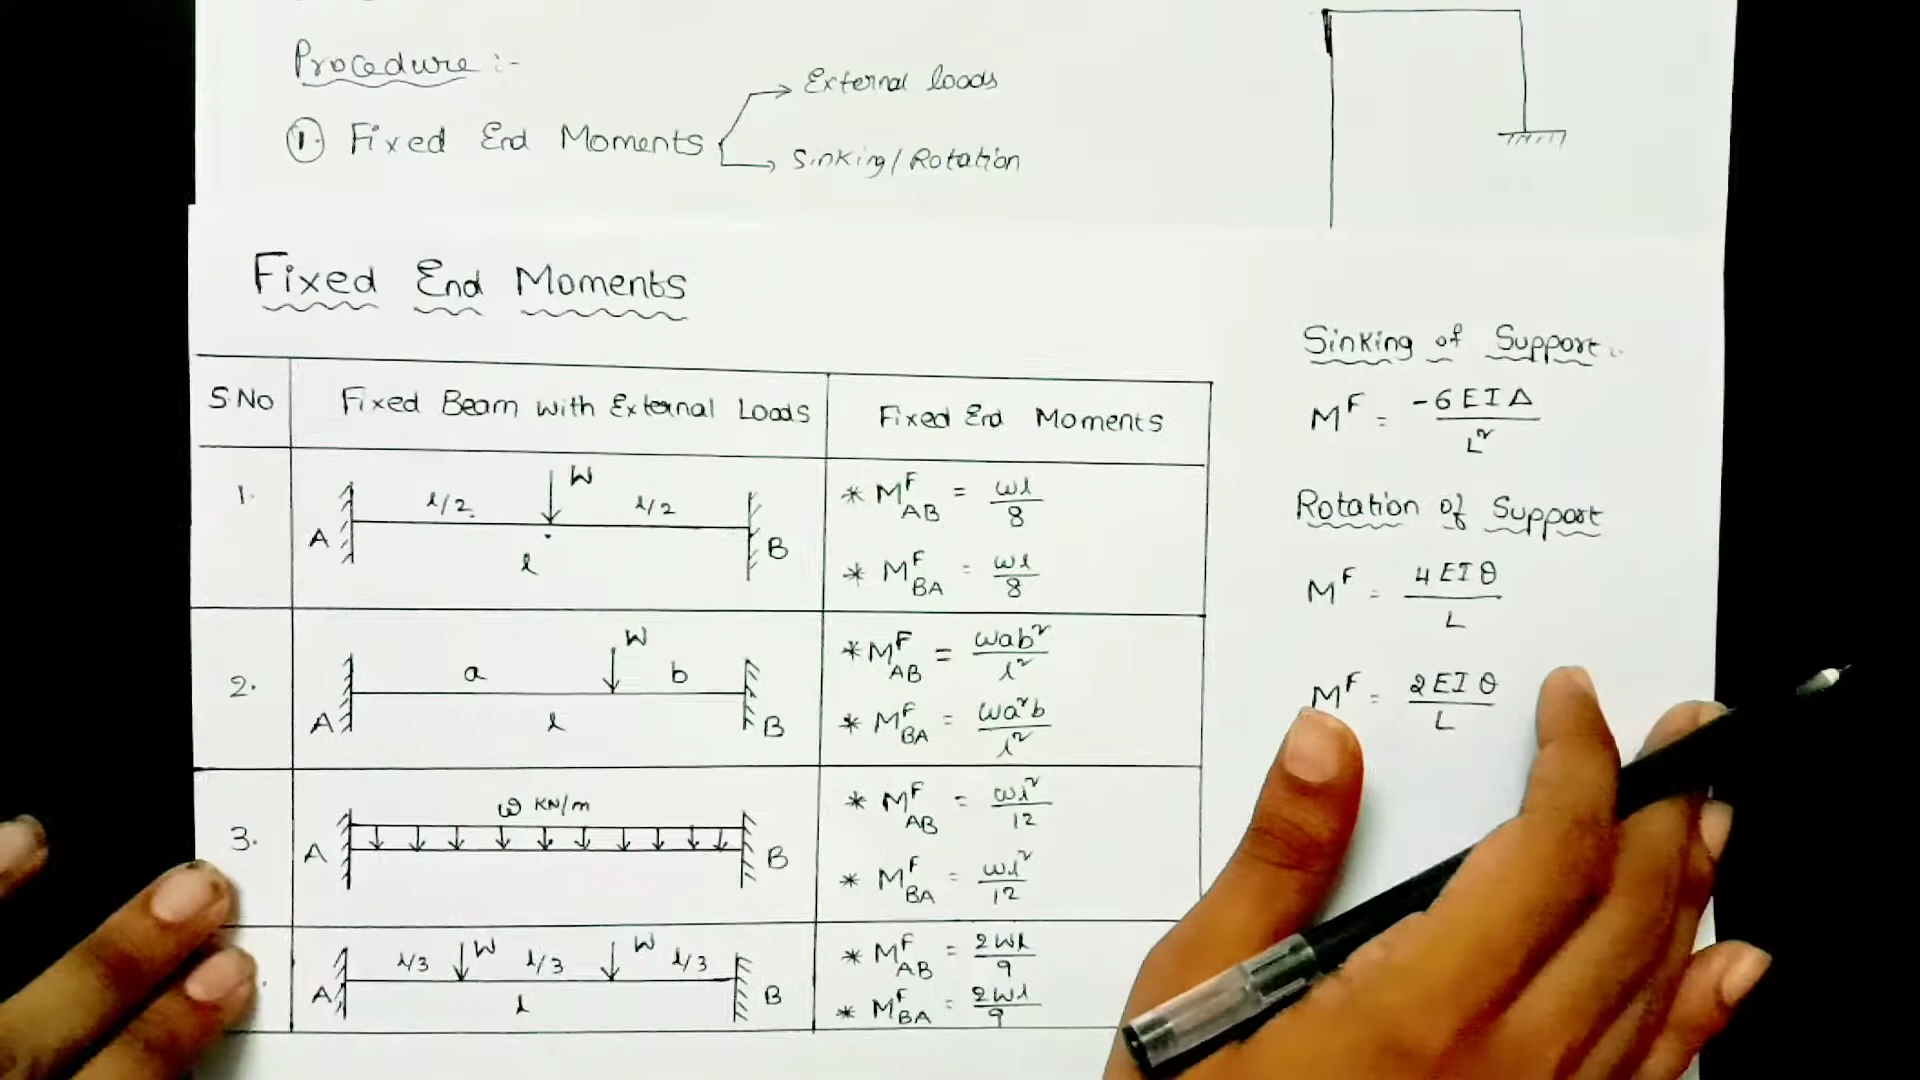 Procedure :-
① Fixed End Moments
External loads
Sinking / Rotation
Fixed End Moments
S.No
Fixed Beam with External Loads
Fixed End Moments
1.
W
l/2
l/2
A
B
l
* M^F_AB = wl/8
* M^F_BA = wl/8
2.
W
a
b
A
B
l
* M^F_AB = wab²/l²
* M^F_BA = wa²b/l²
3.
w KN/m
A
B
* M^F_AB = wl²/12
* M^F_BA = wl²/12
l/3
W
l/3
W
l/3
A
B
l
* M^F_AB = 2wl/9
* M^F_BA = 2wl/9
Sinking of Support
M^F = -6EIΔ/L²
Rotation of Support
M^F = 4EIθ/L
M^F = 2EIθ/L